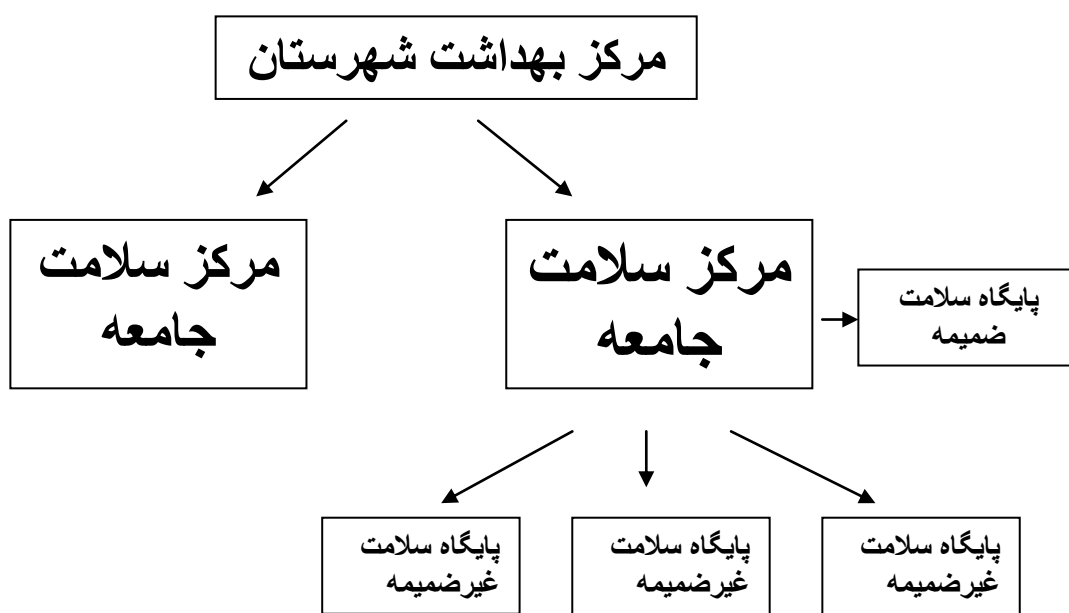 مرکز بهداشت شهرستان
مرکز سلامت
جامعه
مرکز سلامت
جامعه
پایگاه سلامت
ضمیمه
پایگاه سلامت
غیرضمیمه
پایگاه سلامت
غیرضمیمه
پایگاه سلامت
غیرضمیمه